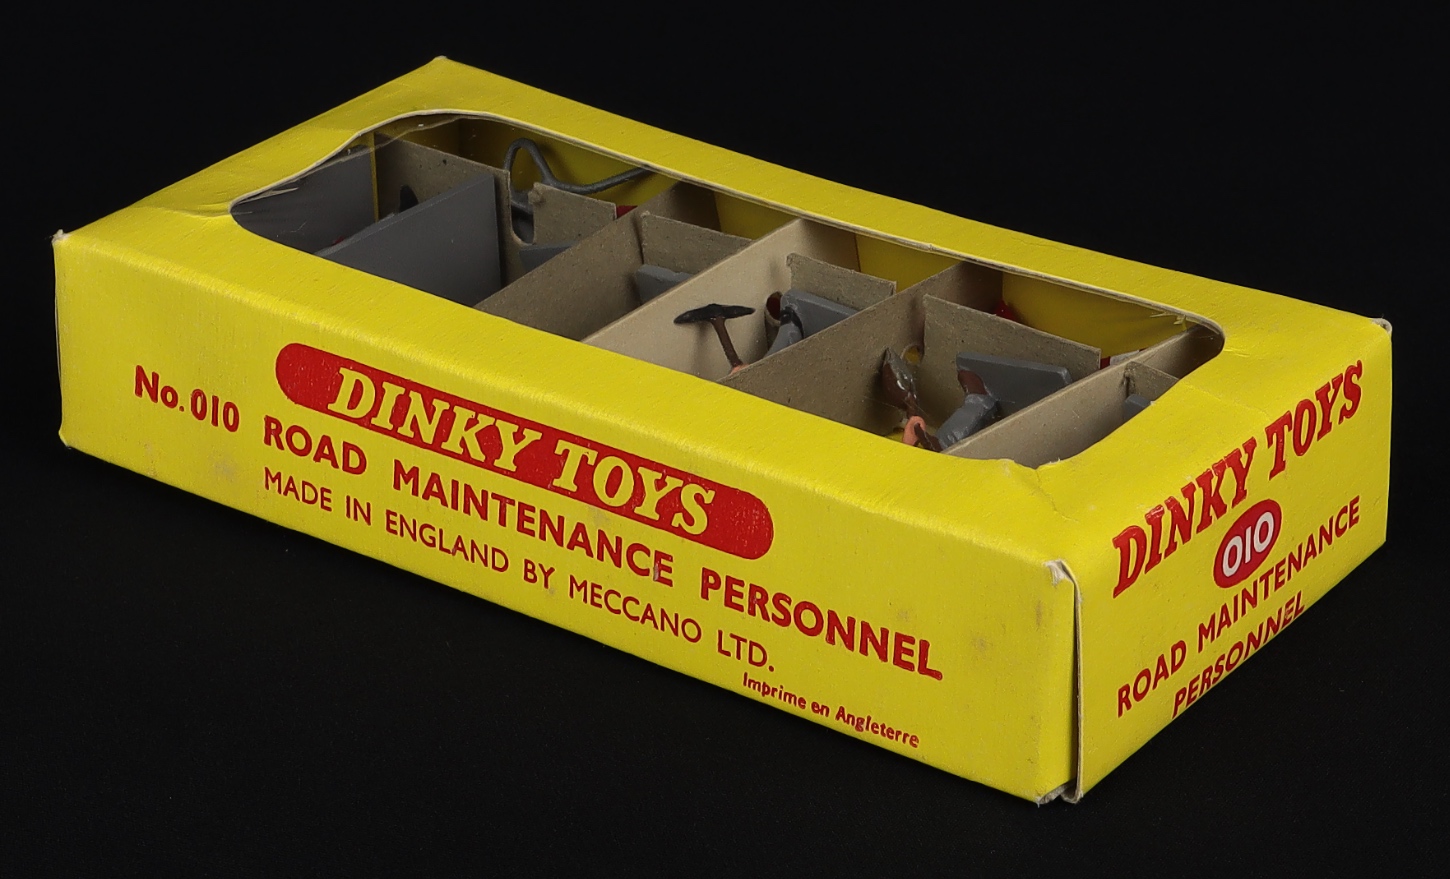 DINKY TOYS
No. 010 ROAD MAINTENANCE PERSONNEL
MADE IN ENGLAND BY MECCANO LTD.
Imprime en Angleterre
DINKY TOYS
010
ROAD MAINTENANCE
PERSONNEL